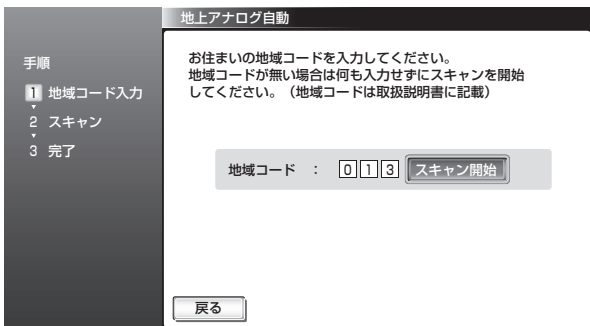 地上アナログ自動
手順
1 地域コード入力
2 スキャン
3 完了
お住まいの地域コードを入力してください。
地域コードが無い場合は何も入力せずにスキャンを開始
してください。（地域コードは取扱説明書に記載）
地域コード ： 0 1 3 スキャン開始
戻る